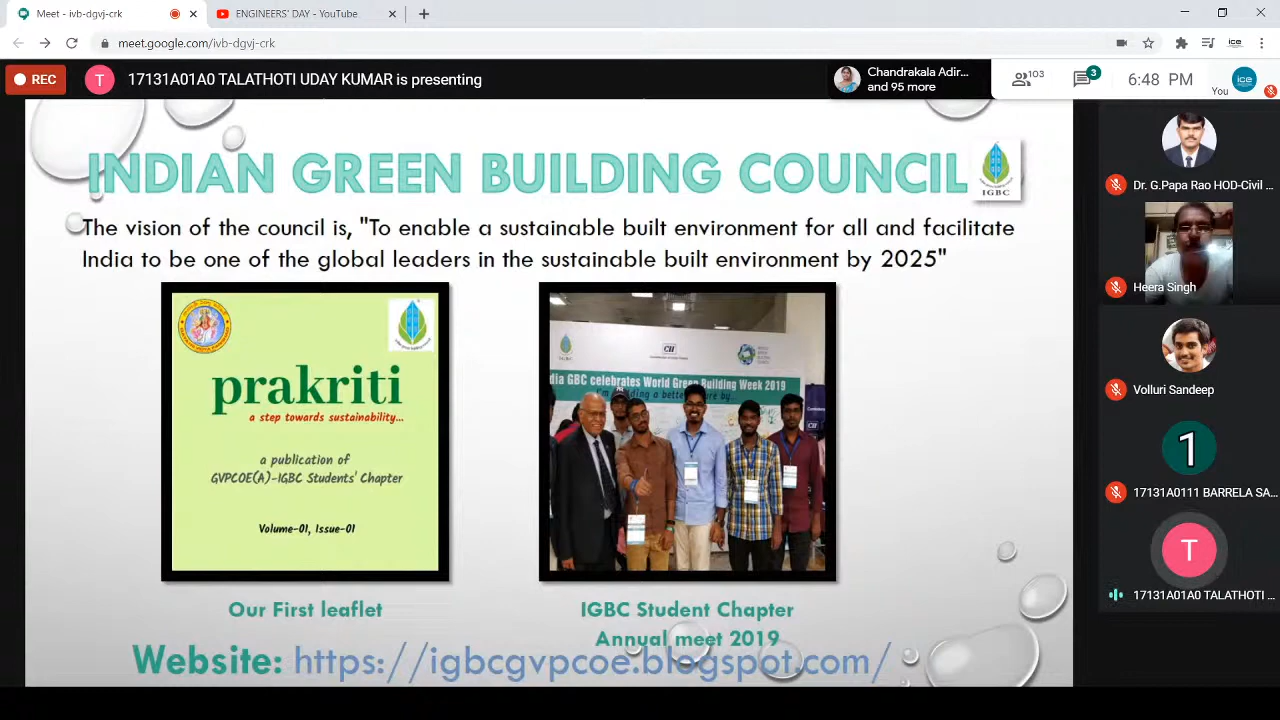 Meet - ivb-dgvj-crk
ENGINEERS' DAY - YouTube
meet.google.com/ivb-dgvj-crk
ice
REC
T
17131A01A0 TALATHOTI UDAY KUMAR is presenting
Chandrakala Adir...
and 95 more
103
3
6:48 PM
You
ice
INDIAN GREEN BUILDING COUNCIL
IGBC
The vision of the council is, "To enable a sustainable built environment for all and facilitate
India to be one of the global leaders in the sustainable built environment by 2025"
prakriti
a step towards sustainability...
a publication of
GVPCOE(A)-IGBC Students' Chapter
Volume-01, Issue-01
CII
dia GBC celebrates World Green Building Week 2019
Our First leaflet
IGBC Student Chapter
Annual meet 2019
Website: https://igbcgvpcoe.blogspot.com/
Dr. G.Papa Rao HOD-Civil ...
Heera Singh
Volluri Sandeep
1
17131A0111 BARRELA SA...
T
17131A01A0 TALATHOTI ...